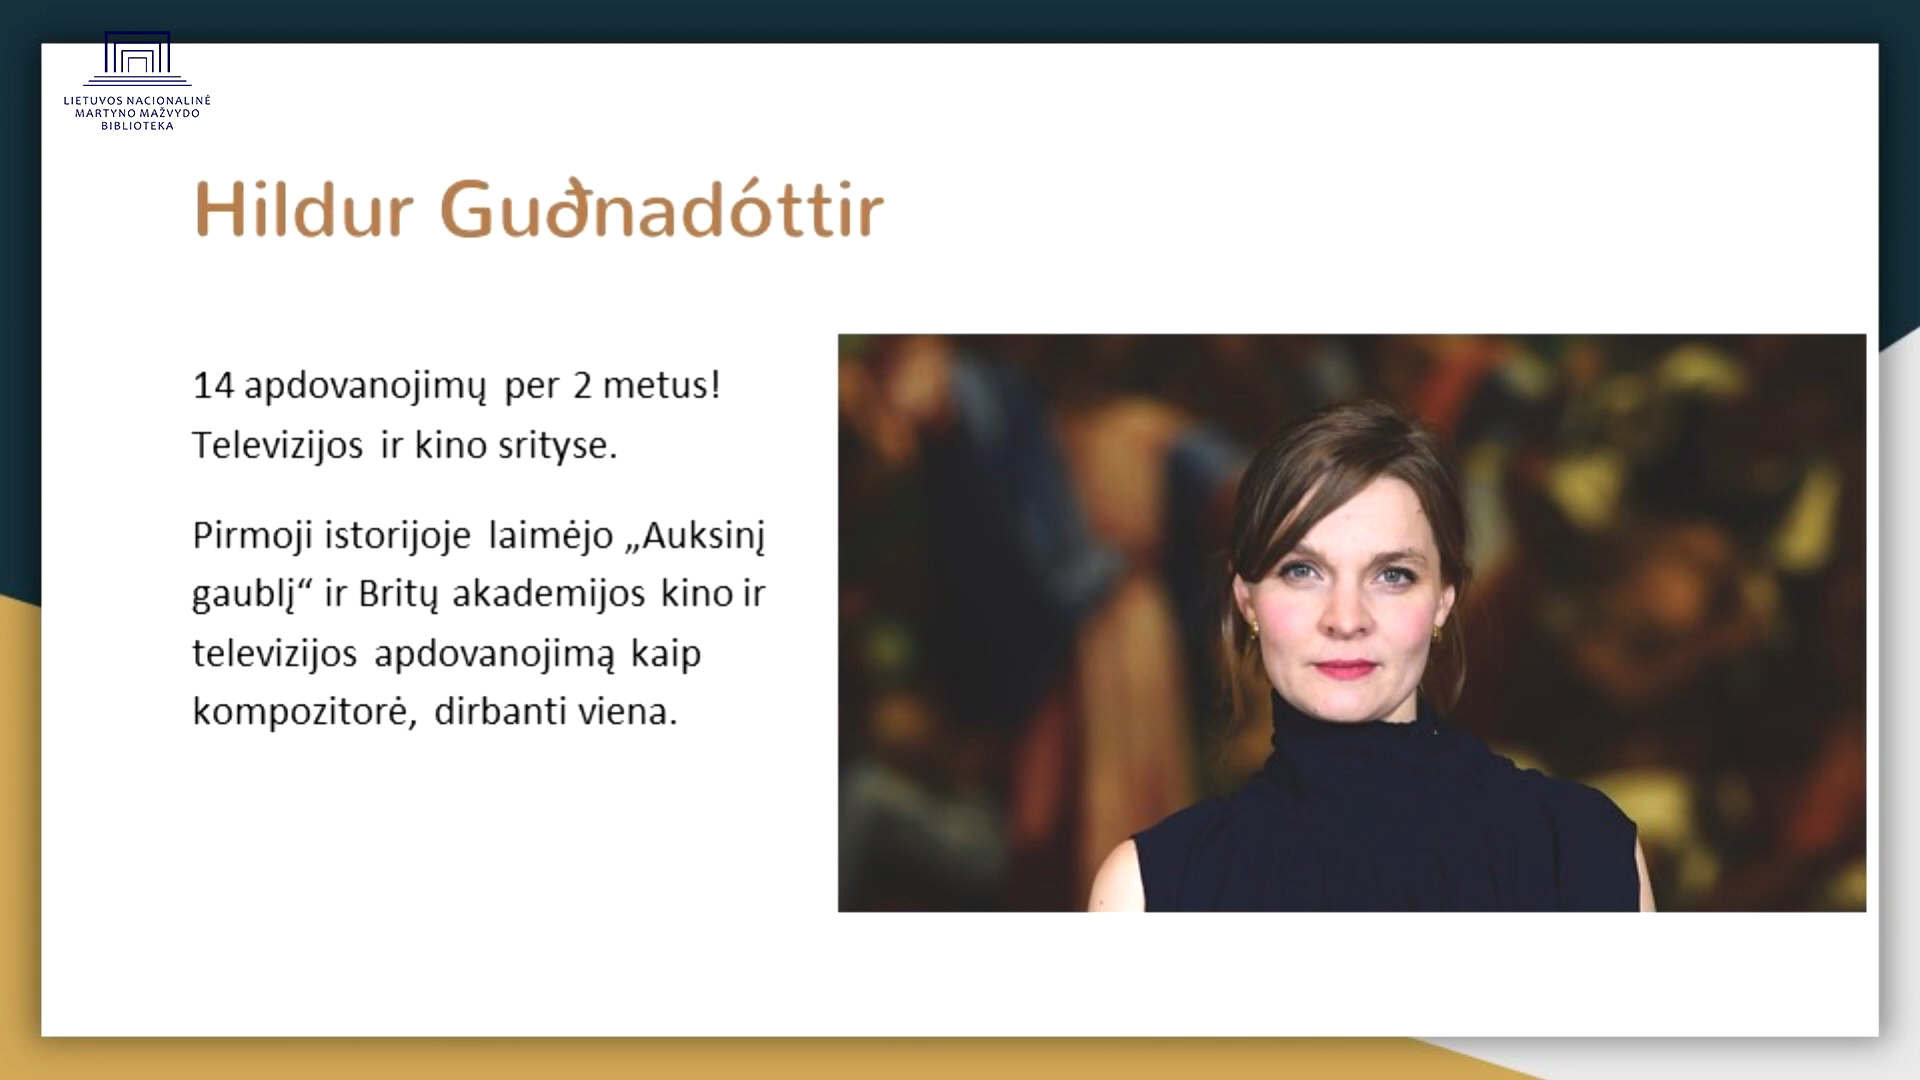 LIETUVOS NACIONALINĖ
MARTYNO MAŽVYDO
BIBLIOTEKA
Hildur Guðnadóttir
14 apdovanojimų per 2 metus!
Televizijos ir kino srityse.
Pirmoji istorijoje laimėjo „Auksinį
gaublį“ ir Britų akademijos kino ir
televizijos apdovanojimą kaip
kompozitorė, dirbanti viena.